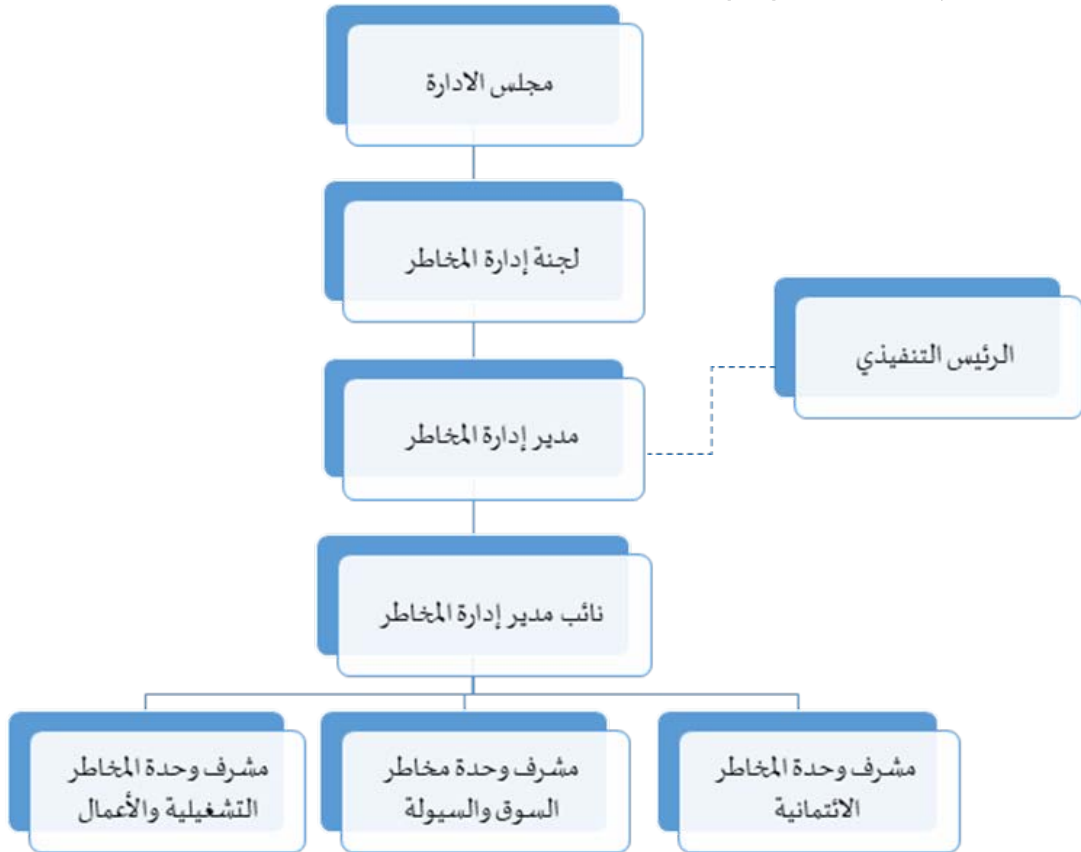 مجلس الادارة
لجنة إدارة المخاطر
الرئيس التنفيذي
مدير إدارة المخاطر
نائب مدير إدارة المخاطر
مشرف وحدة المخاطر
الائتمانية
مشرف وحدة مخاطر
السوق والسيولة
مشرف وحدة المخاطر
التشغيلية والأعمال